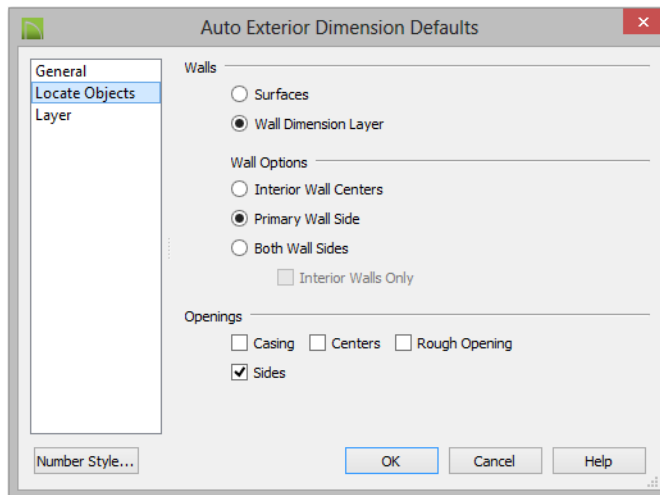 Auto Exterior Dimension Defaults
General
Locate Objects
Layer
Walls
Surfaces
Wall Dimension Layer
Wall Options
Interior Wall Centers
Primary Wall Side
Both Wall Sides
Interior Walls Only
Openings
Casing Centers Rough Opening
Sides
Number Style... OK Cancel Help